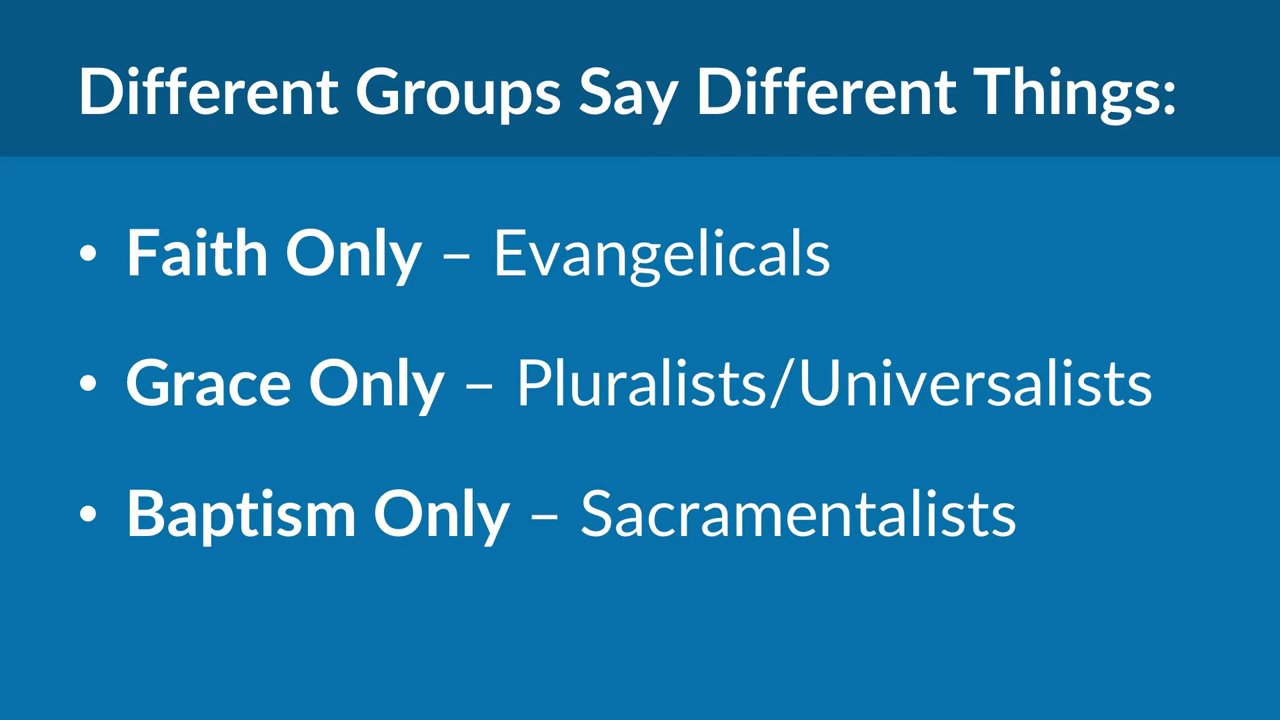 Different Groups Say Different Things:
• Faith Only – Evangelicals
• Grace Only – Pluralists/Universalists
• Baptism Only – Sacramentalists